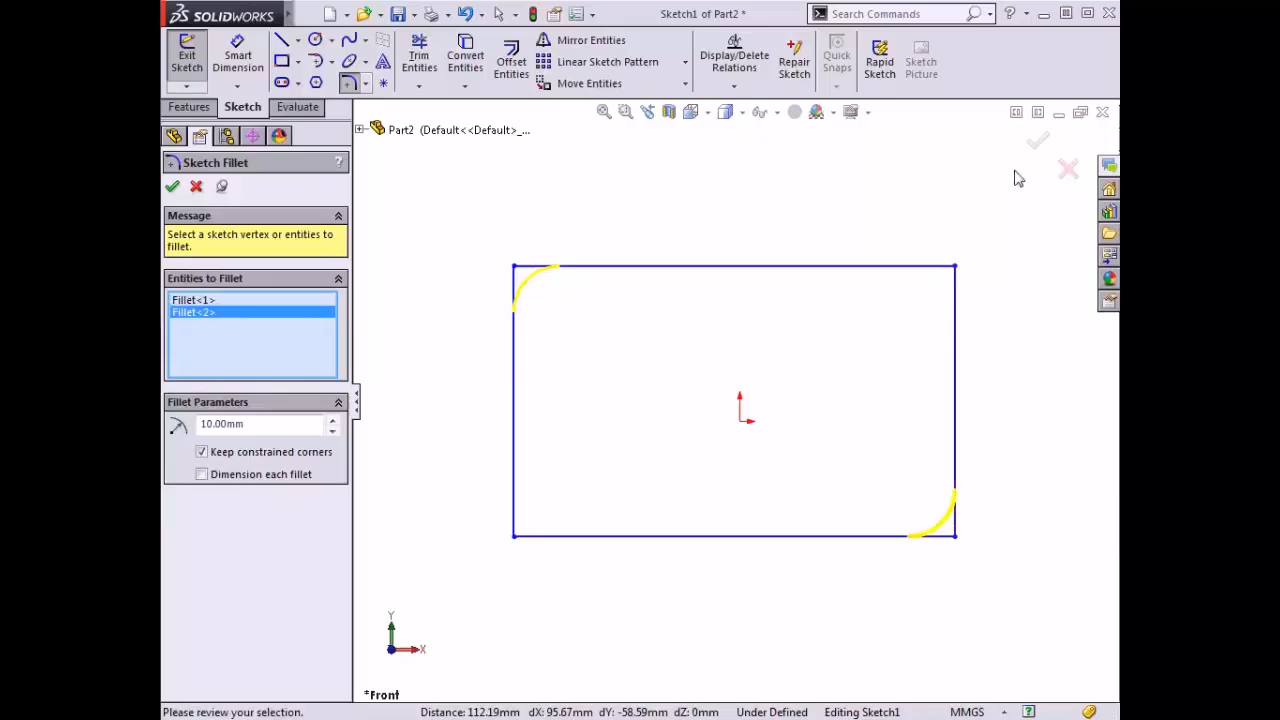 SOLIDWORKS
Sketch1 of Part2 *
Search Commands
Exit Sketch
Smart Dimension
Trim Entities
Convert Entities
Offset Entities
Mirror Entities
Linear Sketch Pattern
Move Entities
Display/Delete Relations
Repair Sketch
Quick Snaps
Rapid Sketch
Sketch Picture
Features
Sketch
Evaluate
Part2 (Default<<Default>_...
Sketch Fillet
?
Message
Select a sketch vertex or entities to
fillet.
Entities to Fillet
Fillet<1>
Fillet<2>
Fillet Parameters
10.00mm
Keep constrained corners
Dimension each fillet
Y
X
*Front
Please review your selection.
Distance: 112.19mm dX: 95.67mm dY: -58.59mm dZ: 0mm
Under Defined
Editing Sketch1
MMGS